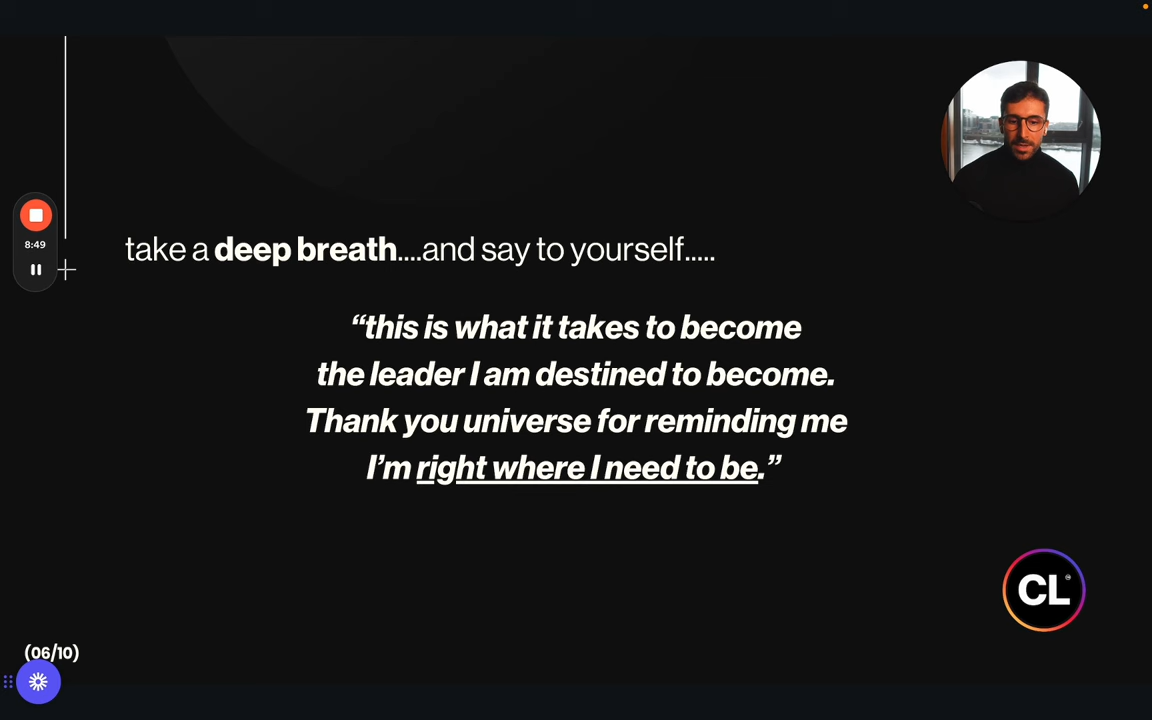 8:49
take a deep breath....and say to yourself.....
“this is what it takes to become
the leader I am destined to become.
Thank you universe for reminding me
I’m right where I need to be.”
CL
(06/10)